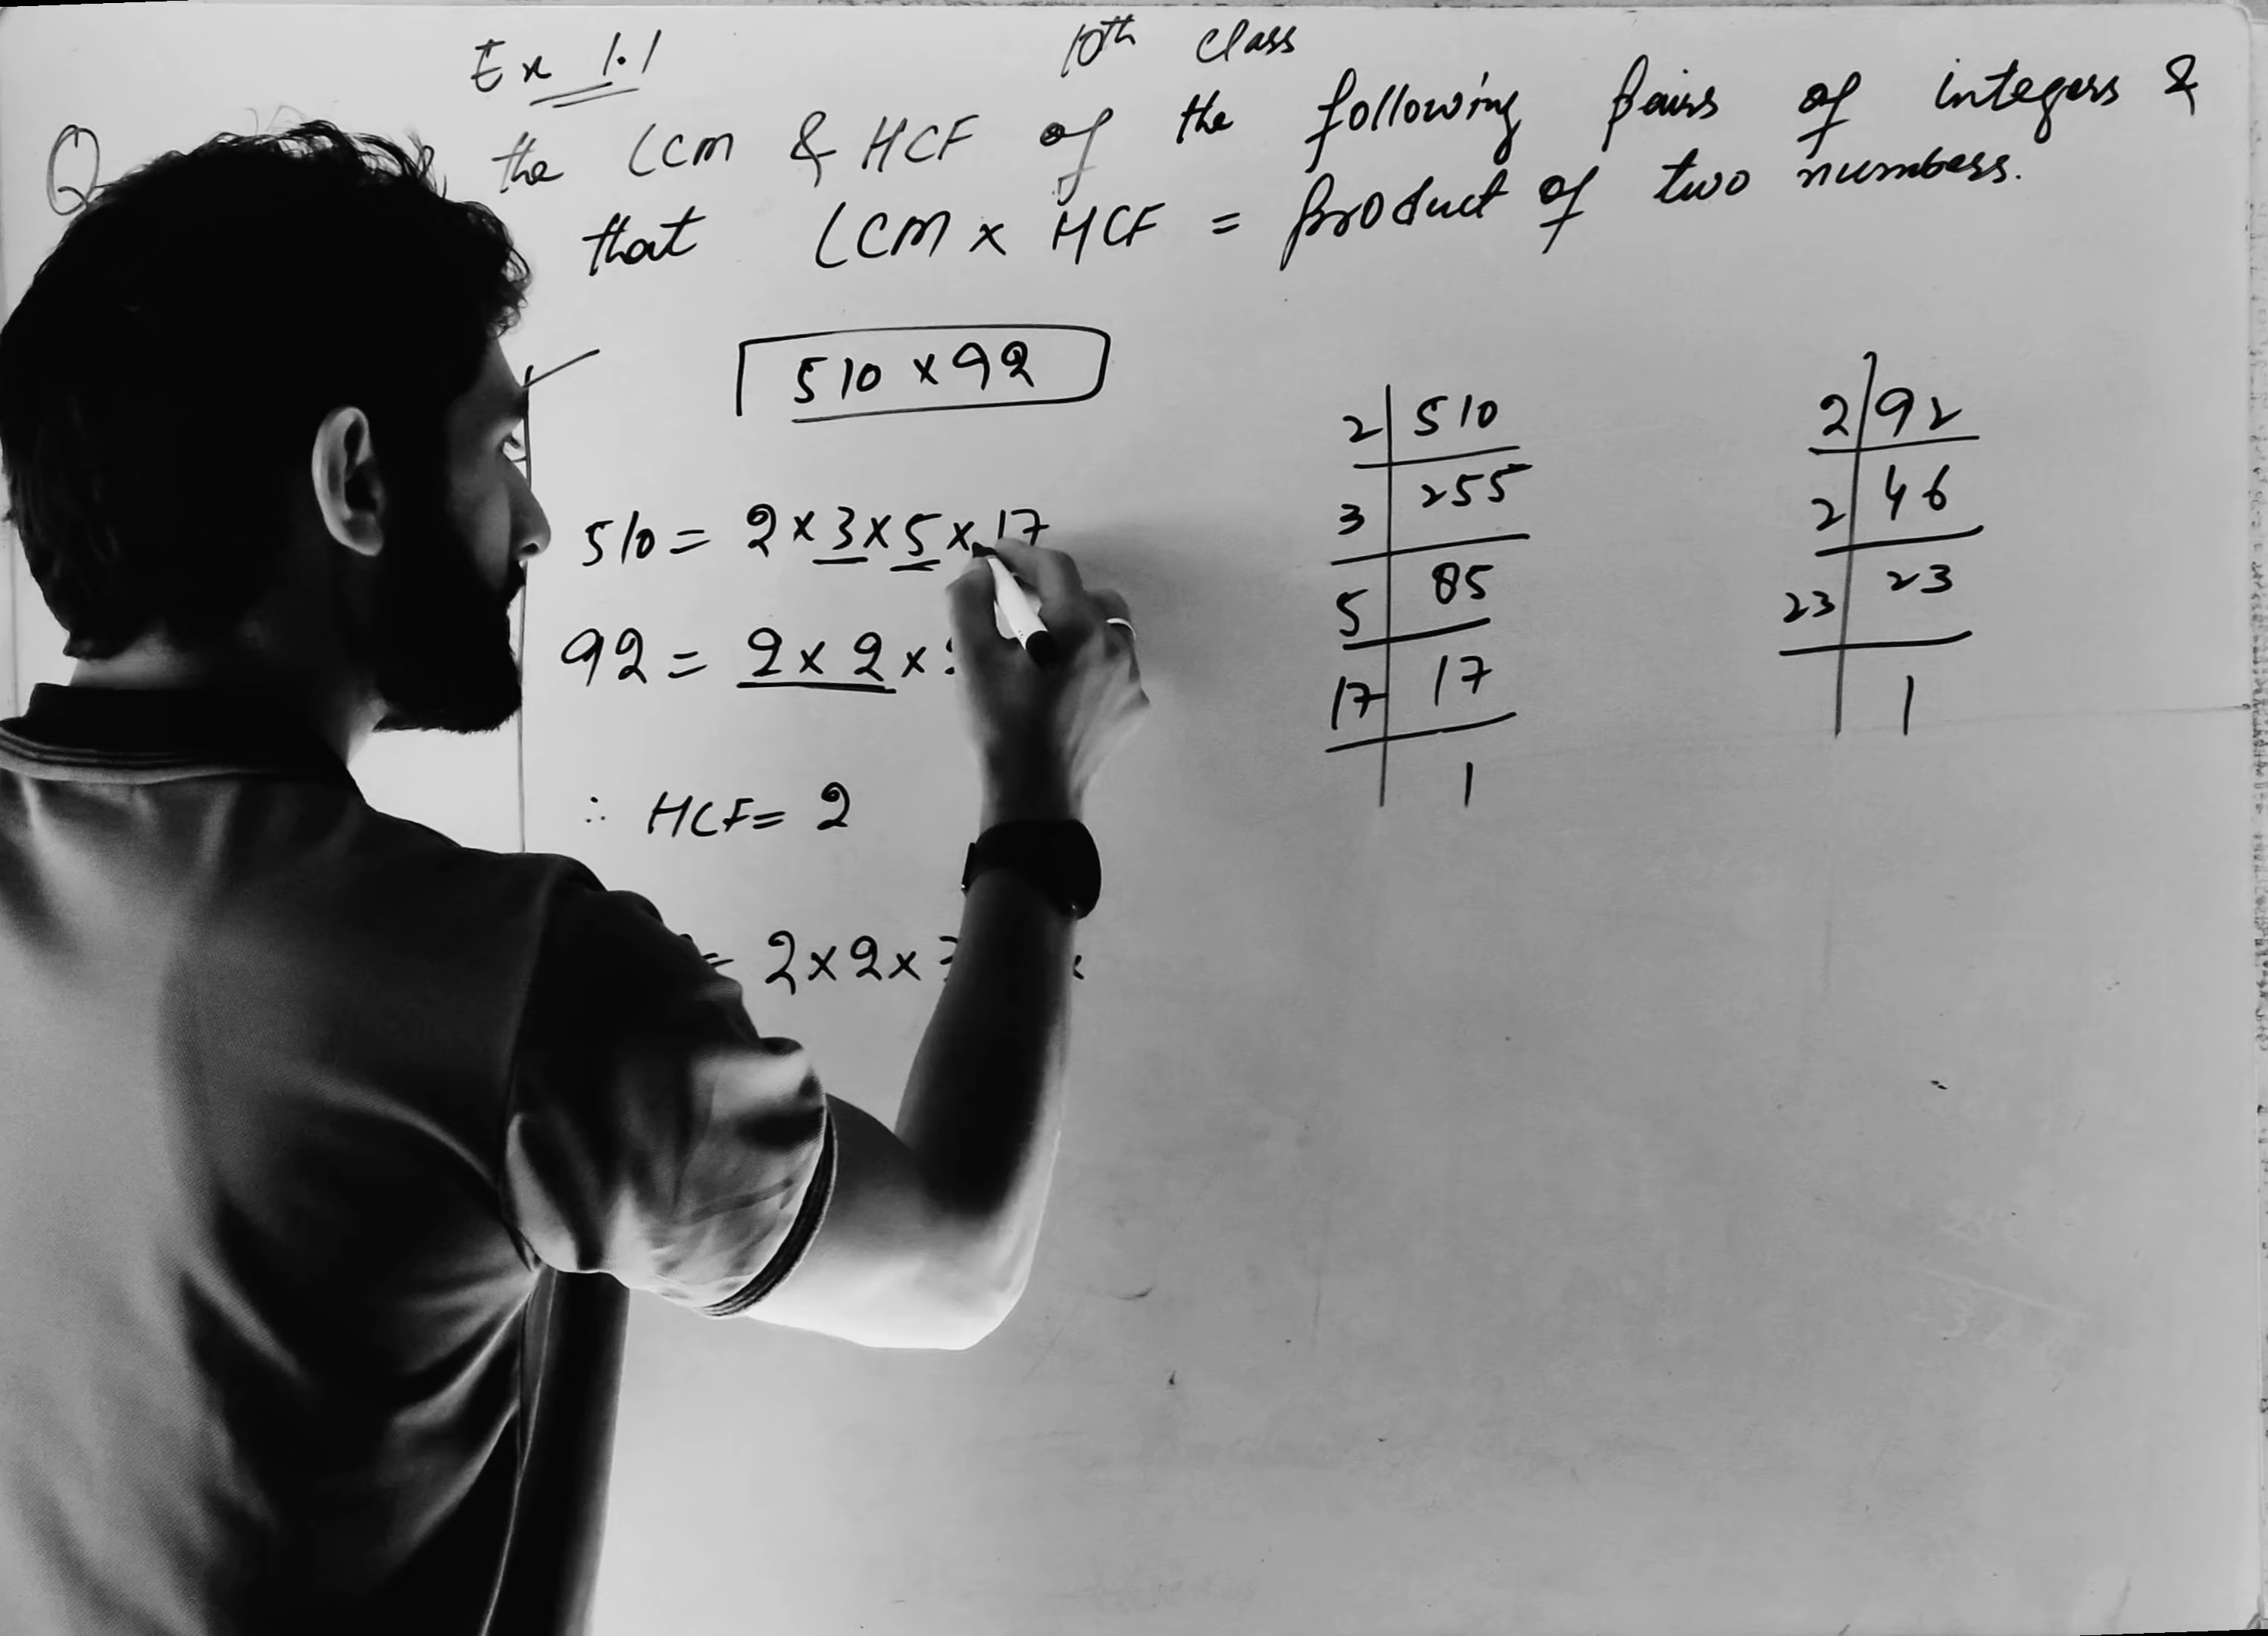 Ex 1.1 10th class
Q the LCM & HCF of the following pairs of integers &
that LCM x HCF = product of two numbers.
510 x 92
510 = 2 x 3 x 5 x 17
92 = 2 x 2 x
∴ HCF = 2
= 2 x 2 x 3 x
2 | 510
3 | 255
5 | 85
17 | 17
1
2 | 92
2 | 46
23 | 23
1